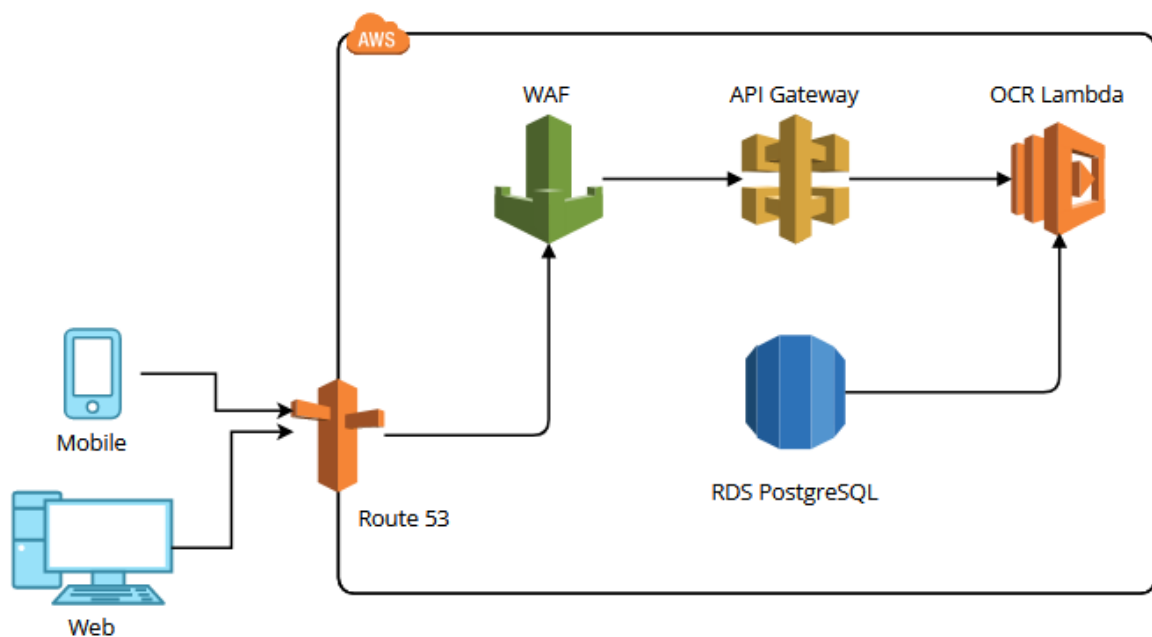 AWS
WAF
API Gateway
OCR Lambda
Mobile
RDS PostgreSQL
Route 53
Web